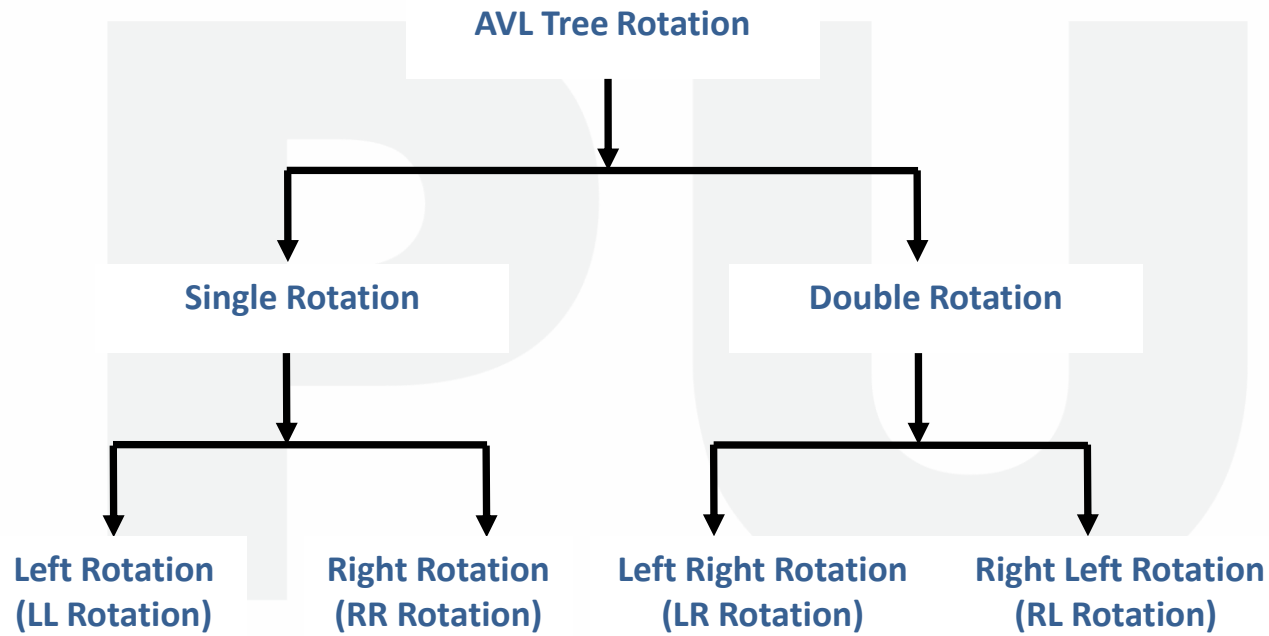 AVL Tree Rotation
Single Rotation
Double Rotation
Left Rotation
(LL Rotation)
Right Rotation
(RR Rotation)
Left Right Rotation
(LR Rotation)
Right Left Rotation
(RL Rotation)